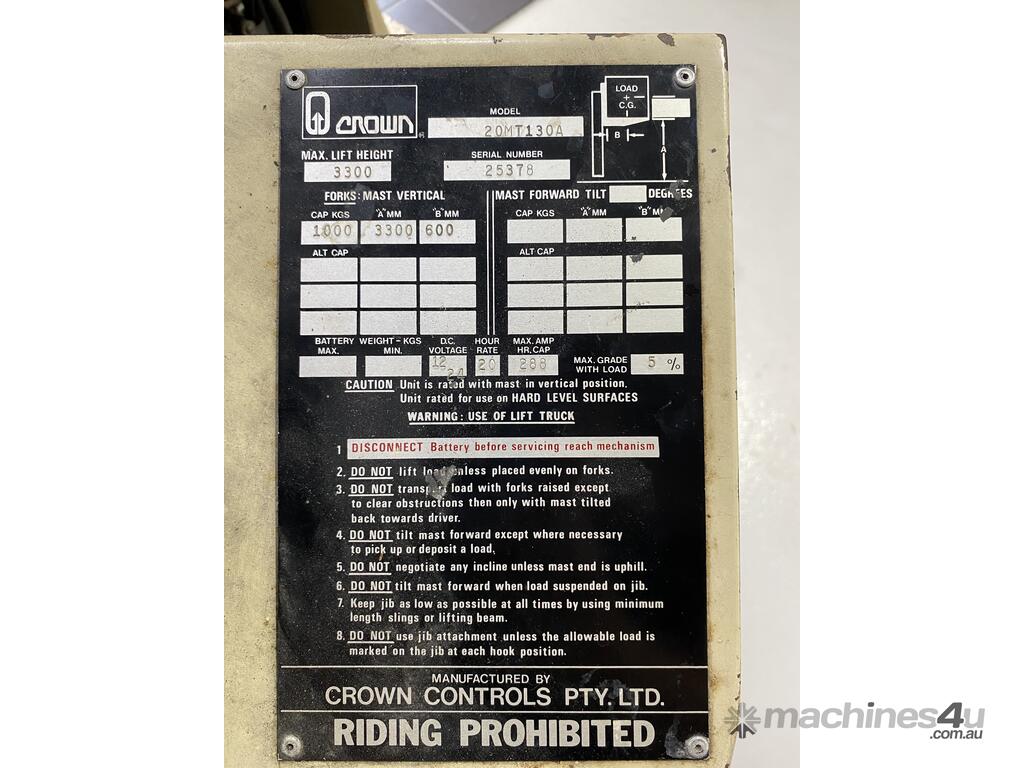 CROWN ®
MODEL
20MT130A
LOAD
C.G.
B
A
MAX. LIFT HEIGHT
3300
SERIAL NUMBER
25378
FORKS: MAST VERTICAL
MAST FORWARD TILT DEGREES
CAP KGS "A" MM "B" MM
CAP KGS "A" MM "B" MM
1000 3300 600
ALT CAP
ALT CAP
BATTERY WEIGHT-KGS D.C. HOUR MAX. AMP
MAX. MIN. VOLTAGE RATE HR. CAP
12 24 20 288
MAX. GRADE
WITH LOAD 5 %
CAUTION Unit is rated with mast in vertical position.
Unit rated for use on HARD LEVEL SURFACES
WARNING: USE OF LIFT TRUCK
1 DISCONNECT Battery before servicing reach mechanism
2. DO NOT lift load unless placed evenly on forks.
3. DO NOT transport load with forks raised except
to clear obstructions then only with mast tilted
back towards driver.
4. DO NOT tilt mast forward except where necessary
to pick up or deposit a load.
5. DO NOT negotiate any incline unless mast end is uphill.
6. DO NOT tilt mast forward when load suspended on jib.
7. Keep jib as low as possible at all times by using minimum
length slings or lifting beam.
8. DO NOT use jib attachment unless the allowable load is
marked on the jib at each hook position.
MANUFACTURED BY
CROWN CONTROLS PTY. LTD.
RIDING PROHIBITED
machines4u
.com.au